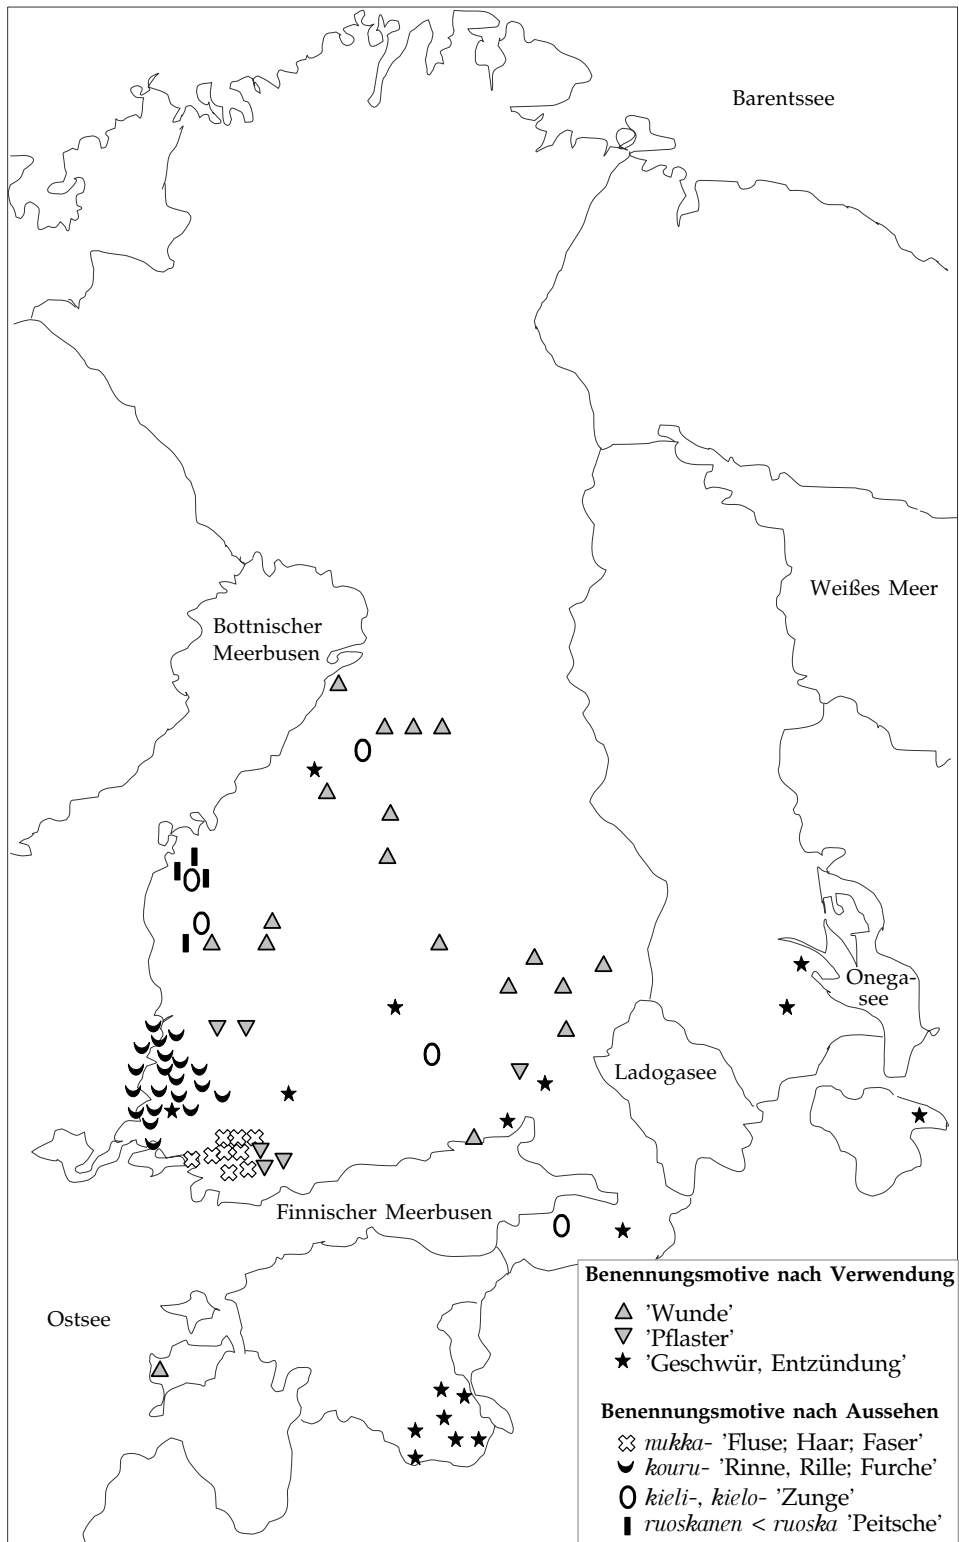 Barentssee
Weißes Meer
Bottnischer
Meerbusen
Onega-
see
Ladogasee
Finnischer Meerbusen
Ostsee
Benennungsmotive nach Verwendung
'Wunde'
'Pflaster'
'Geschwür, Entzündung'
Benennungsmotive nach Aussehen
nukka- 'Fluse; Haar; Faser'
kouru- 'Rinne, Rille; Furche'
kieli-, kielo- 'Zunge'
ruoskanen < ruoska 'Peitsche'